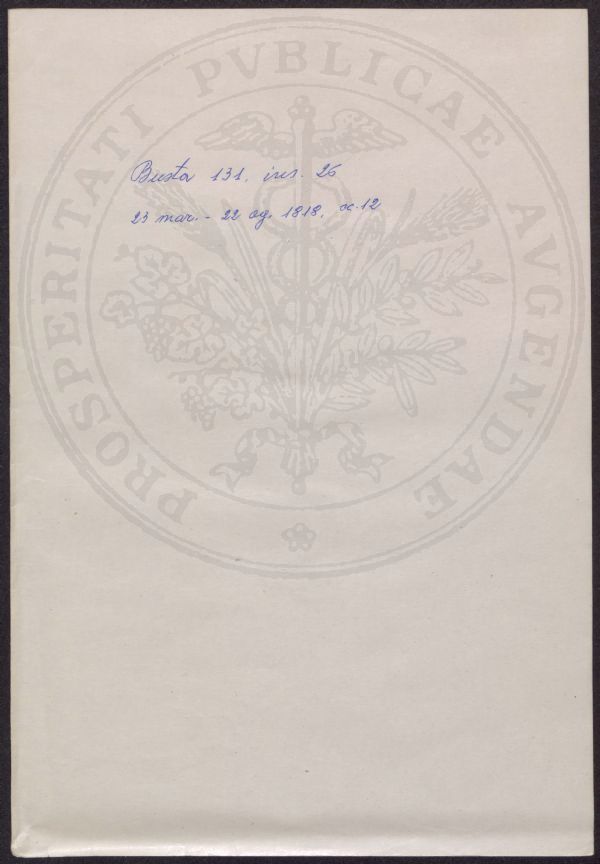 PROSPERITATI PVBLICAE AVGENDAE
Busta 131, ins. 26
23 mar. - 22 ag. 1818, cc. 12